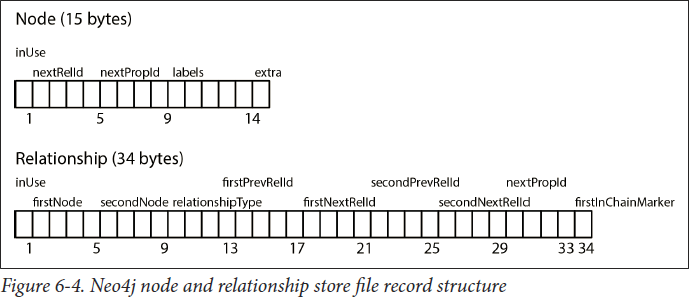 Node (15 bytes)
inUse
nextRelId nextPropId labels extra
1 5 9 14
Relationship (34 bytes)
inUse firstPrevRelId secondPrevRelId nextPropId
firstNode secondNode relationshipType firstNextRelId secondNextRelId firstInChainMarker
1 5 9 13 17 21 25 29 33 34
Figure 6-4. Neo4j node and relationship store file record structure